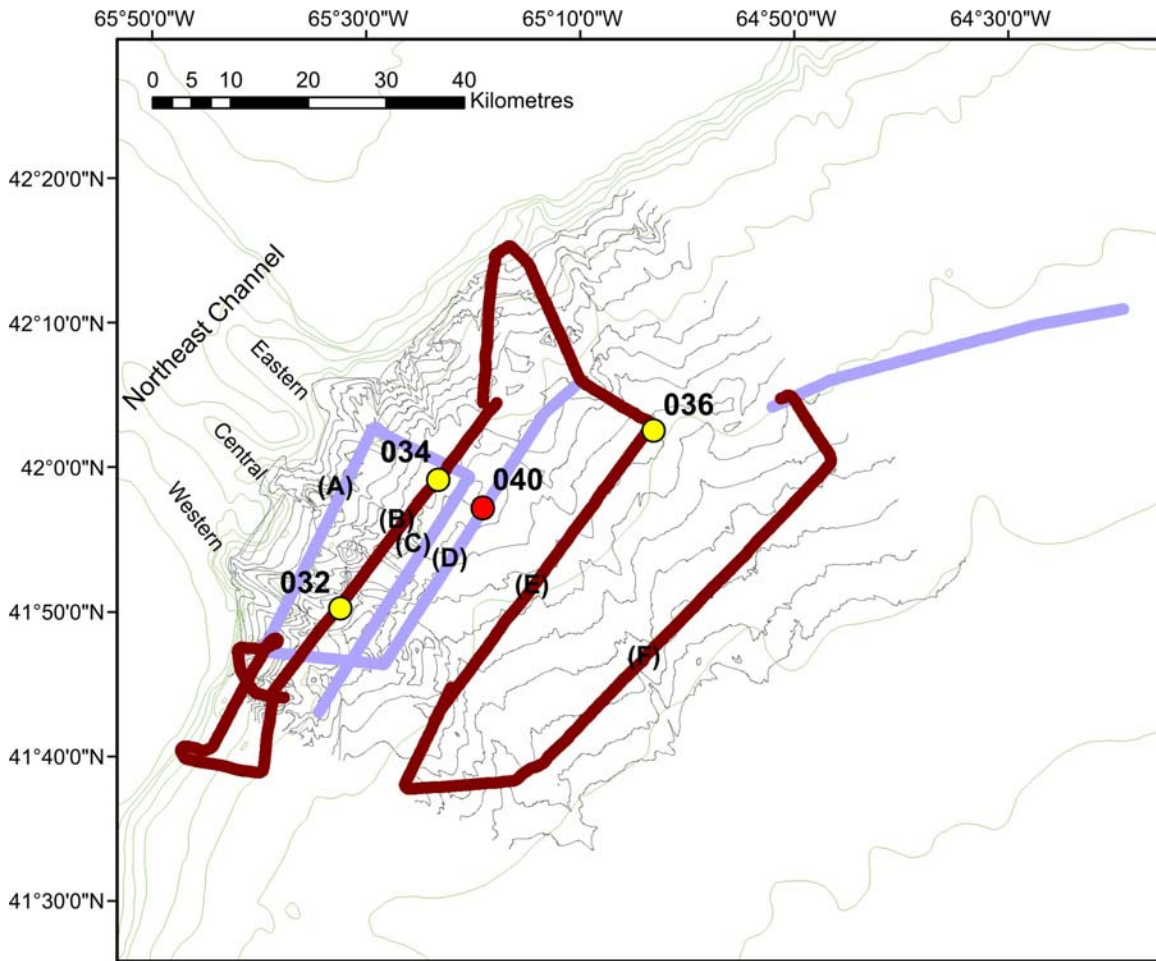 65°50'0"W 65°30'0"W 65°10'0"W 64°50'0"W 64°30'0"W
0 5 10 20 30 40
Kilometres
42°20'0"N
42°10'0"N
42°0'0"N
41°50'0"N
41°40'0"N
41°30'0"N
Northeast Channel
Eastern
Central
Western
036
034
040
032
(A)
(B)
(C)
(D)
(E)
(F)